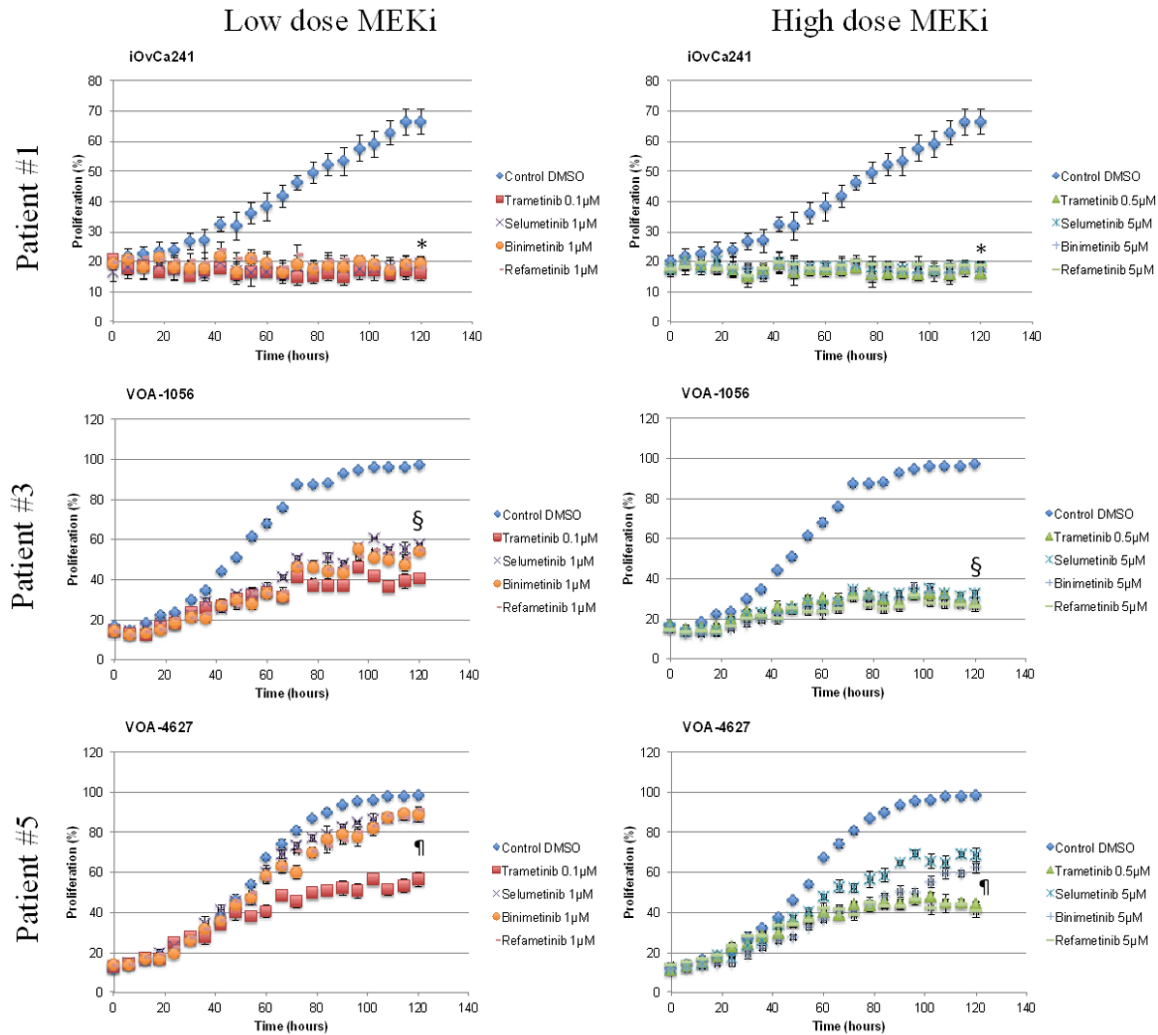 Low dose MEKi
High dose MEKi
Patient #1
iOvCa241
Proliferation (%)
80
70
60
50
40
30
20
10
0
*
0 20 40 60 80 100 120 140
Time (hours)
Control DMSO
Trametinib 0.1µM
Selumetinib 1µM
Binimetinib 1µM
Refametinib 1µM
iOvCa241
Proliferation (%)
80
70
60
50
40
30
20
10
0
*
0 20 40 60 80 100 120 140
Time (hours)
Control DMSO
Trametinib 0.5µM
Selumetinib 5µM
Binimetinib 5µM
Refametinib 5µM
Patient #3
VOA-1056
Proliferation (%)
120
100
80
60
40
20
0
§
0 20 40 60 80 100 120 140
Time (hours)
Control DMSO
Trametinib 0.1µM
Selumetinib 1µM
Binimetinib 1µM
Refametinib 1µM
VOA-1056
Proliferation (%)
120
100
80
60
40
20
0
§
0 20 40 60 80 100 120 140
Time (hours)
Control DMSO
Trametinib 0.5µM
Selumetinib 5µM
Binimetinib 5µM
Refametinib 5µM
Patient #5
VOA-4627
Proliferation (%)
120
100
80
60
40
20
0
¶
0 20 40 60 80 100 120 140
Time (hours)
Control DMSO
Trametinib 0.1µM
Selumetinib 1µM
Binimetinib 1µM
Refametinib 1µM
VOA-4627
Proliferation (%)
120
100
80
60
40
20
0
¶
0 20 40 60 80 100 120 140
Time (hours)
Control DMSO
Trametinib 0.5µM
Selumetinib 5µM
Binimetinib 5µM
Refametinib 5µM